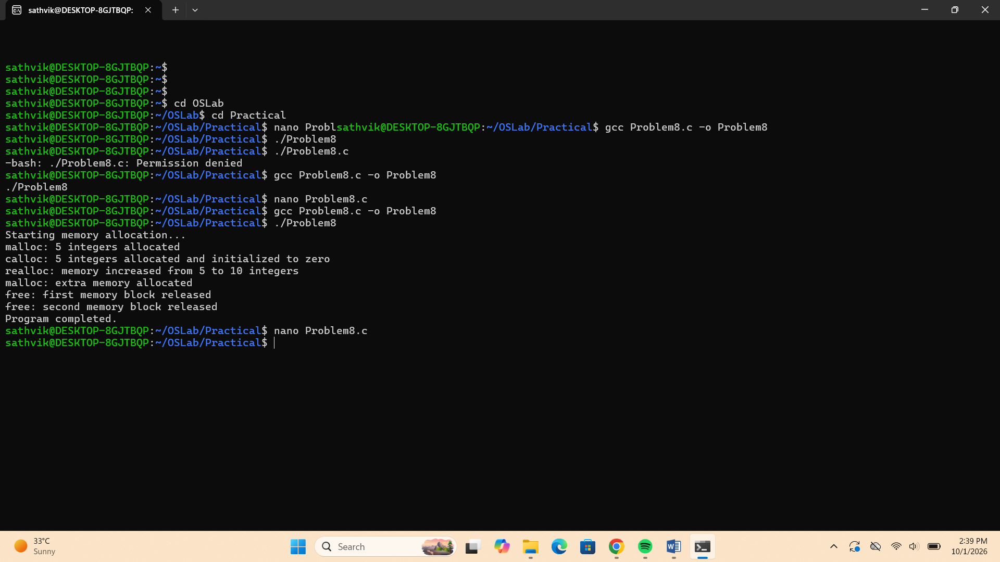 sathvik@DESKTOP-8GJTBQP:
sathvik@DESKTOP-8GJTBQP:~$
sathvik@DESKTOP-8GJTBQP:~$
sathvik@DESKTOP-8GJTBQP:~$
sathvik@DESKTOP-8GJTBQP:~$ cd OSLab
sathvik@DESKTOP-8GJTBQP:~/OSLab$ cd Practical
sathvik@DESKTOP-8GJTBQP:~/OSLab/Practical$ nano Problsathvik@DESKTOP-8GJTBQP:~/OSLab/Practical$ gcc Problem8.c -o Problem8
sathvik@DESKTOP-8GJTBQP:~/OSLab/Practical$ ./Problem8
sathvik@DESKTOP-8GJTBQP:~/OSLab/Practical$ ./Problem8.c
-bash: ./Problem8.c: Permission denied
sathvik@DESKTOP-8GJTBQP:~/OSLab/Practical$ gcc Problem8.c -o Problem8
./Problem8
sathvik@DESKTOP-8GJTBQP:~/OSLab/Practical$ nano Problem8.c
sathvik@DESKTOP-8GJTBQP:~/OSLab/Practical$ gcc Problem8.c -o Problem8
sathvik@DESKTOP-8GJTBQP:~/OSLab/Practical$ ./Problem8
Starting memory allocation...
malloc: 5 integers allocated
calloc: 5 integers allocated and initialized to zero
realloc: memory increased from 5 to 10 integers
malloc: extra memory allocated
free: first memory block released
free: second memory block released
Program completed.
sathvik@DESKTOP-8GJTBQP:~/OSLab/Practical$ nano Problem8.c
sathvik@DESKTOP-8GJTBQP:~/OSLab/Practical$
33°C
Sunny
Search
2:39 PM
10/1/2026